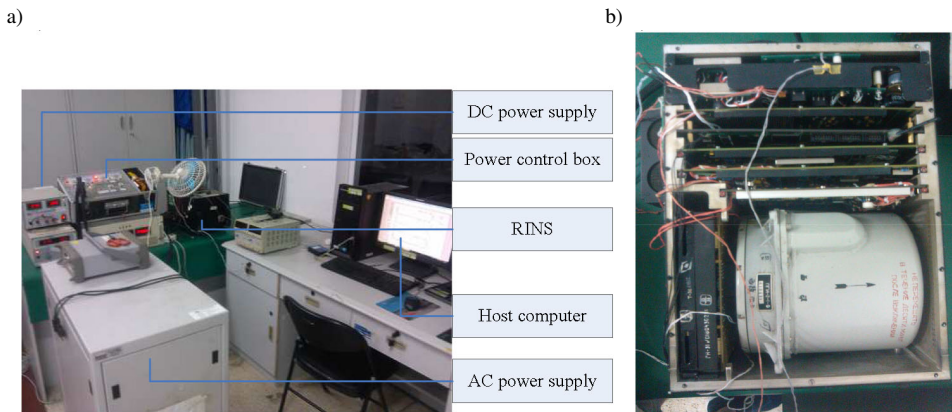 a)
b)
DC power supply
Power control box
RINS
Host computer
AC power supply